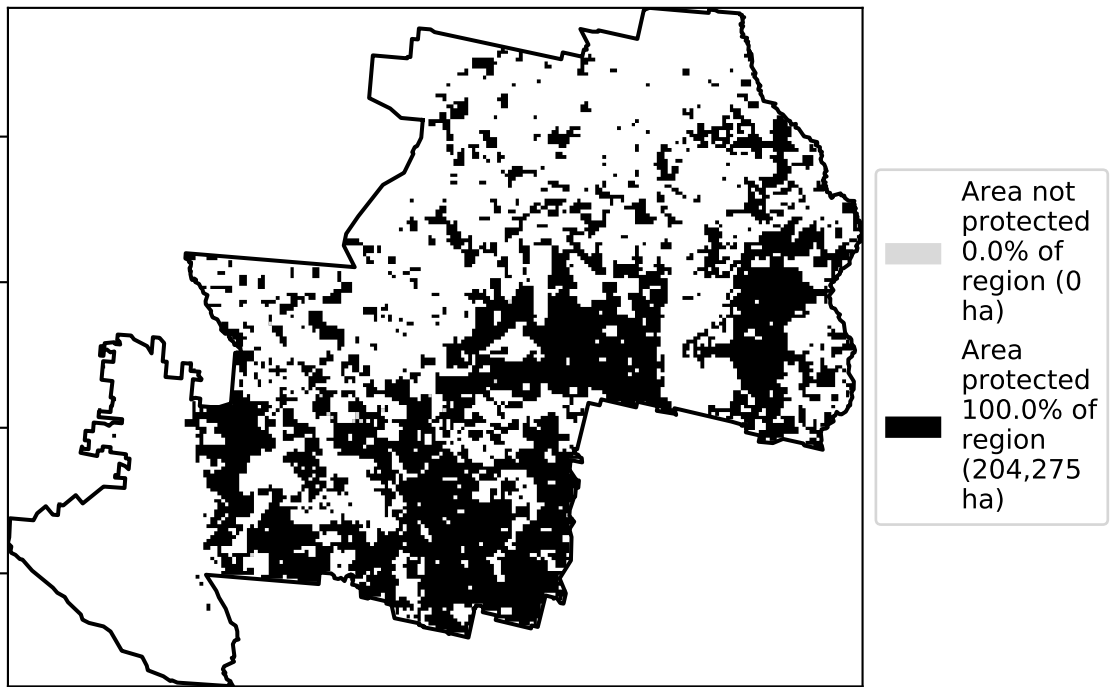 Area not
protected
0.0% of
region (0
ha)
Area
protected
100.0% of
region
(204,275
ha)